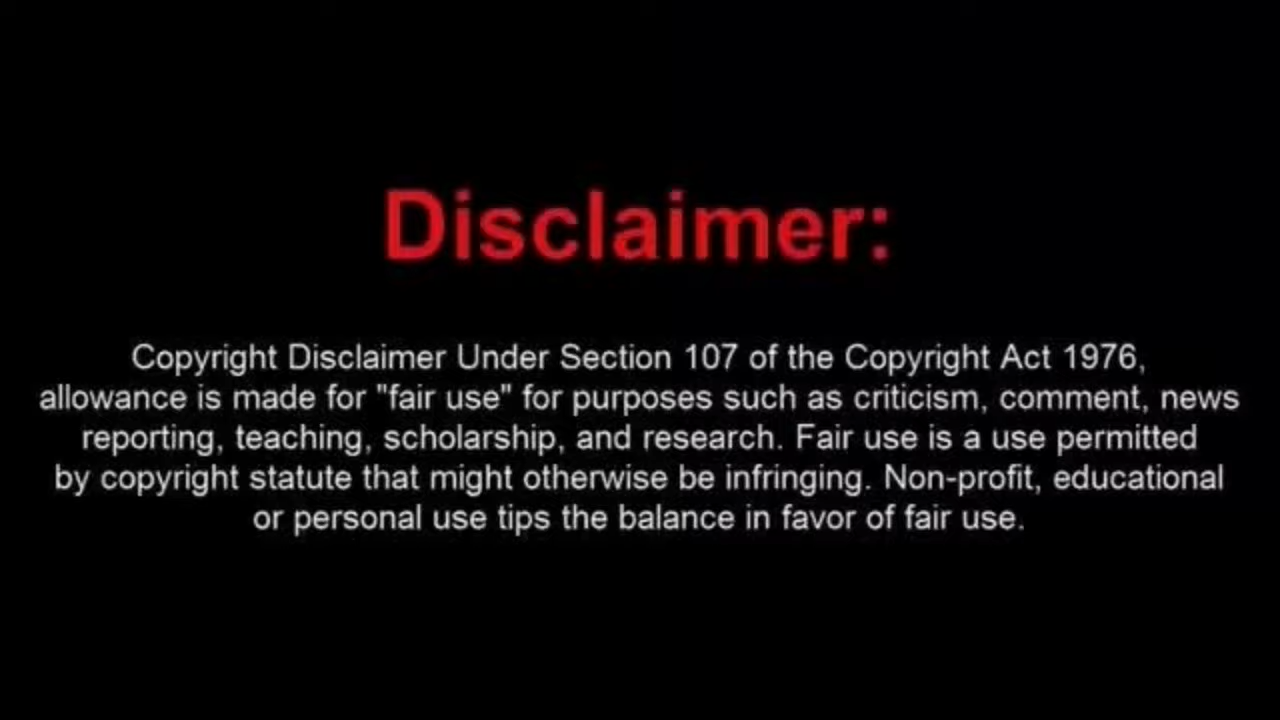 Disclaimer:
Copyright Disclaimer Under Section 107 of the Copyright Act 1976,
allowance is made for "fair use" for purposes such as criticism, comment, news
reporting, teaching, scholarship, and research. Fair use is a use permitted
by copyright statute that might otherwise be infringing. Non-profit, educational
or personal use tips the balance in favor of fair use.